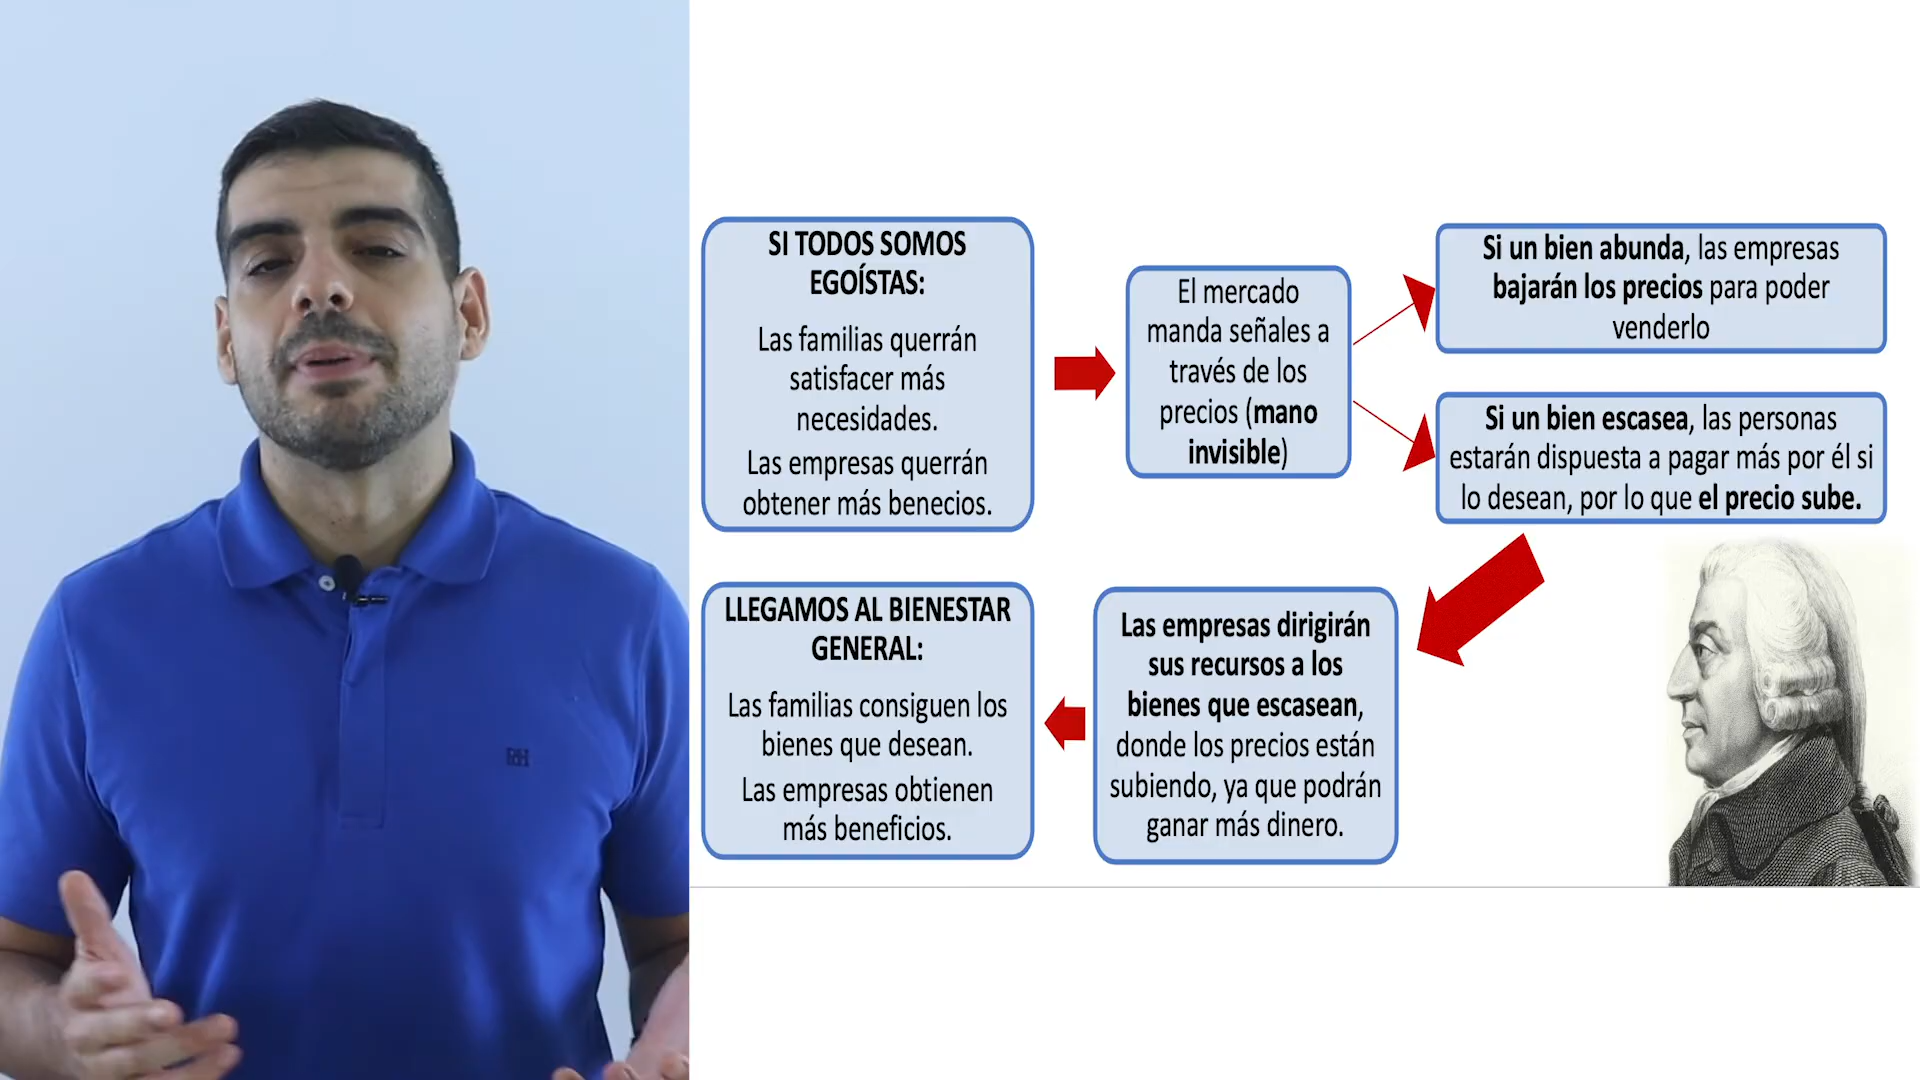 SI TODOS SOMOS
EGOÍSTAS:
Las familias querrán
satisfacer más
necesidades.
Las empresas querrán
obtener más benecios.
El mercado
manda señales a
través de los
precios (mano
invisible)
Si un bien abunda, las empresas
bajarán los precios para poder
venderlo
Si un bien escasea, las personas
estarán dispuesta a pagar más por él si
lo desean, por lo que el precio sube.
Las empresas dirigirán
sus recursos a los
bienes que escasean,
donde los precios están
subiendo, ya que podrán
ganar más dinero.
LLEGAMOS AL BIENESTAR
GENERAL:
Las familias consiguen los
bienes que desean.
Las empresas obtienen
más beneficios.